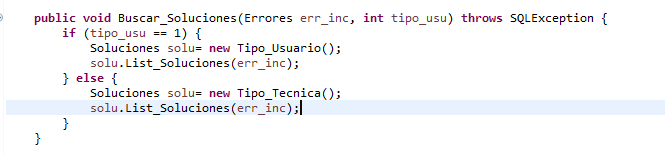 public void Buscar_Soluciones(Errores err_inc, int tipo_usu) throws SQLException {
if (tipo_usu == 1) {
Soluciones solu= new Tipo_Usuario();
solu.List_Soluciones(err_inc);
} else {
Soluciones solu= new Tipo_Tecnica();
solu.List_Soluciones(err_inc);
}
}